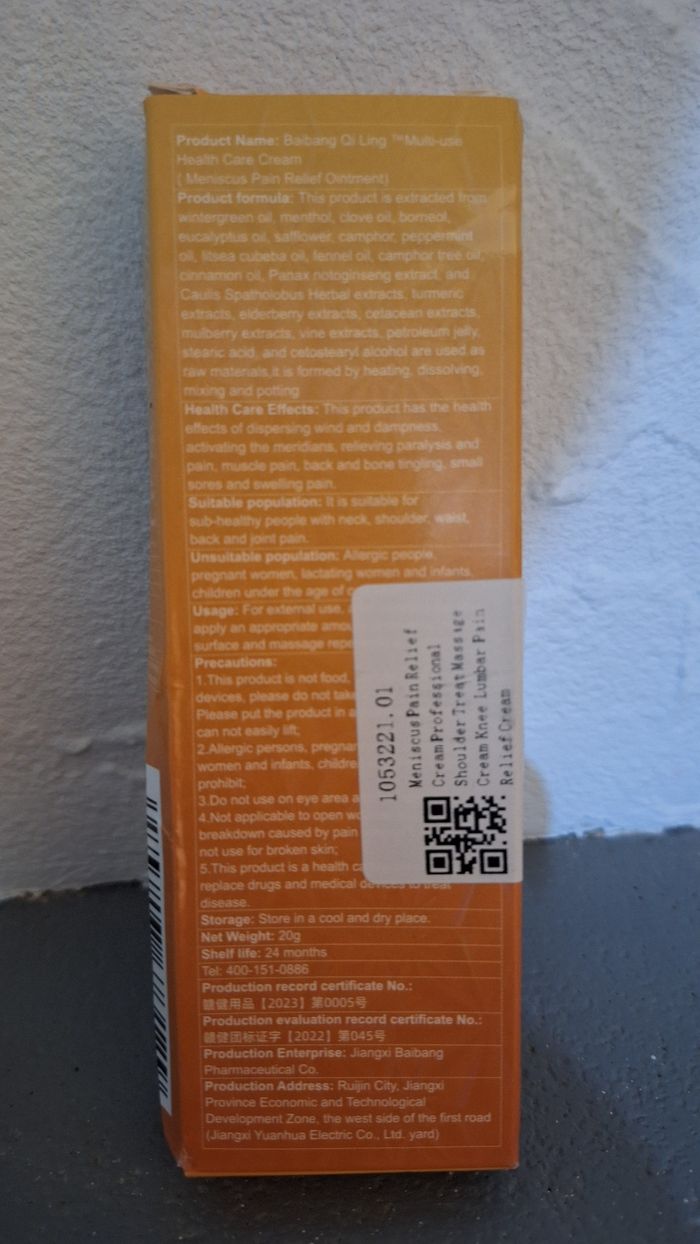 Product Name: Baibang Qi Ling ™Multi-use
Health Care Cream
( Meniscus Pain Relief Ointment)
Product formula: This product is extracted from
wintergreen oil, menthol, clove oil, borneol,
eucalyptus oil, safflower, camphor, peppermint
oil, litsea cubeba oil, fennel oil, camphor tree oil,
cinnamon oil, Panax notoginseng extract, and
Caulis Spatholobus Herbal extracts, turmeric
extracts, elderberry extracts, cetacean extracts,
mulberry extracts, vine extracts, petroleum jelly,
stearic acid, and cetostearyl alcohol are used as
raw materials,it is formed by heating, dissolving,
mixing and potting
Health Care Effects: This product has the health
effects of dispersing wind and dampness,
activating the meridians, relieving paralysis and
pain, muscle pain, back and bone tingling, small
sores and swelling pain.
Suitable population: It is suitable for
sub-healthy people with neck, shoulder, waist,
back and joint pain.
Unsuitable population: Allergic people,
pregnant women, lactating women and infants,
children under the age of
Usage: For external use,
apply an appropriate
surface and massage
Precautions:
1.This product is not food,
devices, please do not
Please put the product in
can not easily lift;
2.Allergic persons,
women and infants,
prohibit;
3.Do not use on eye area
4.Not applicable to open
breakdown caused by pain
not use for broken skin;
5.This product is a health
replace drugs and medical devices to treat
disease.
Storage: Store in a cool and dry place.
Net Weight: 20g
Shelf life: 24 months
Tel: 400-151-0886
Production record certificate No.:
赣健用品【2023】第0005号
Production evaluation record certificate No.:
赣健团标证字【2022】第045号
Production Enterprise: Jiangxi Baibang
Pharmaceutical Co.
Production Address: Ruijin City, Jiangxi
Province Economic and Technological
Development Zone, the west side of the first road
(Jiangxi Yuanhua Electric Co., Ltd. yard)
1053221.01
Meniscus Pain Relief
Cream Professional
Shoulder Treat Massage
Cream Knee Lumbar Pain
Relief Cream